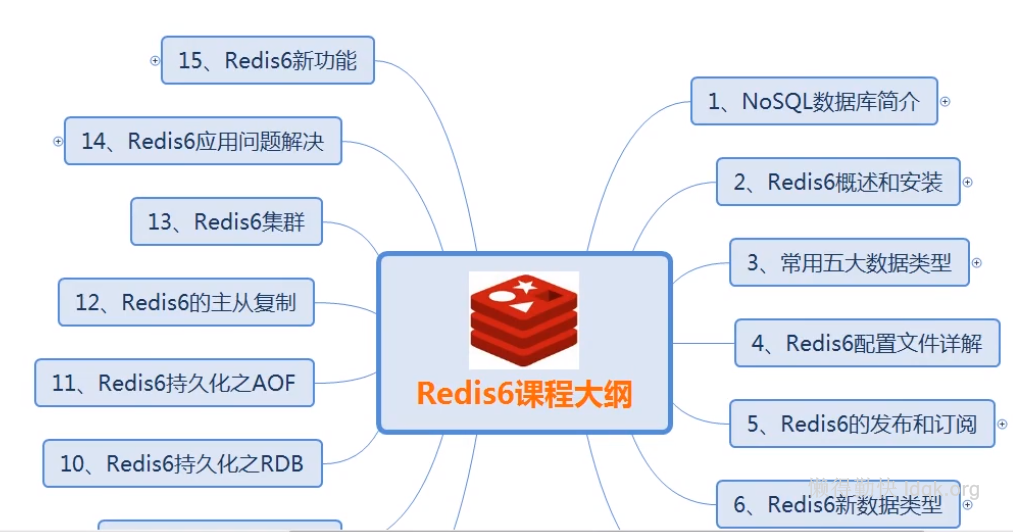 15、Redis6新功能
14、Redis6应用问题解决
13、Redis6集群
12、Redis6的主从复制
11、Redis6持久化之AOF
10、Redis6持久化之RDB
Redis6课程大纲
1、NoSQL数据库简介
2、Redis6概述和安装
3、常用五大数据类型
4、Redis6配置文件详解
5、Redis6的发布和订阅
6、Redis6新数据类型
懒得勤快 ldqk.org